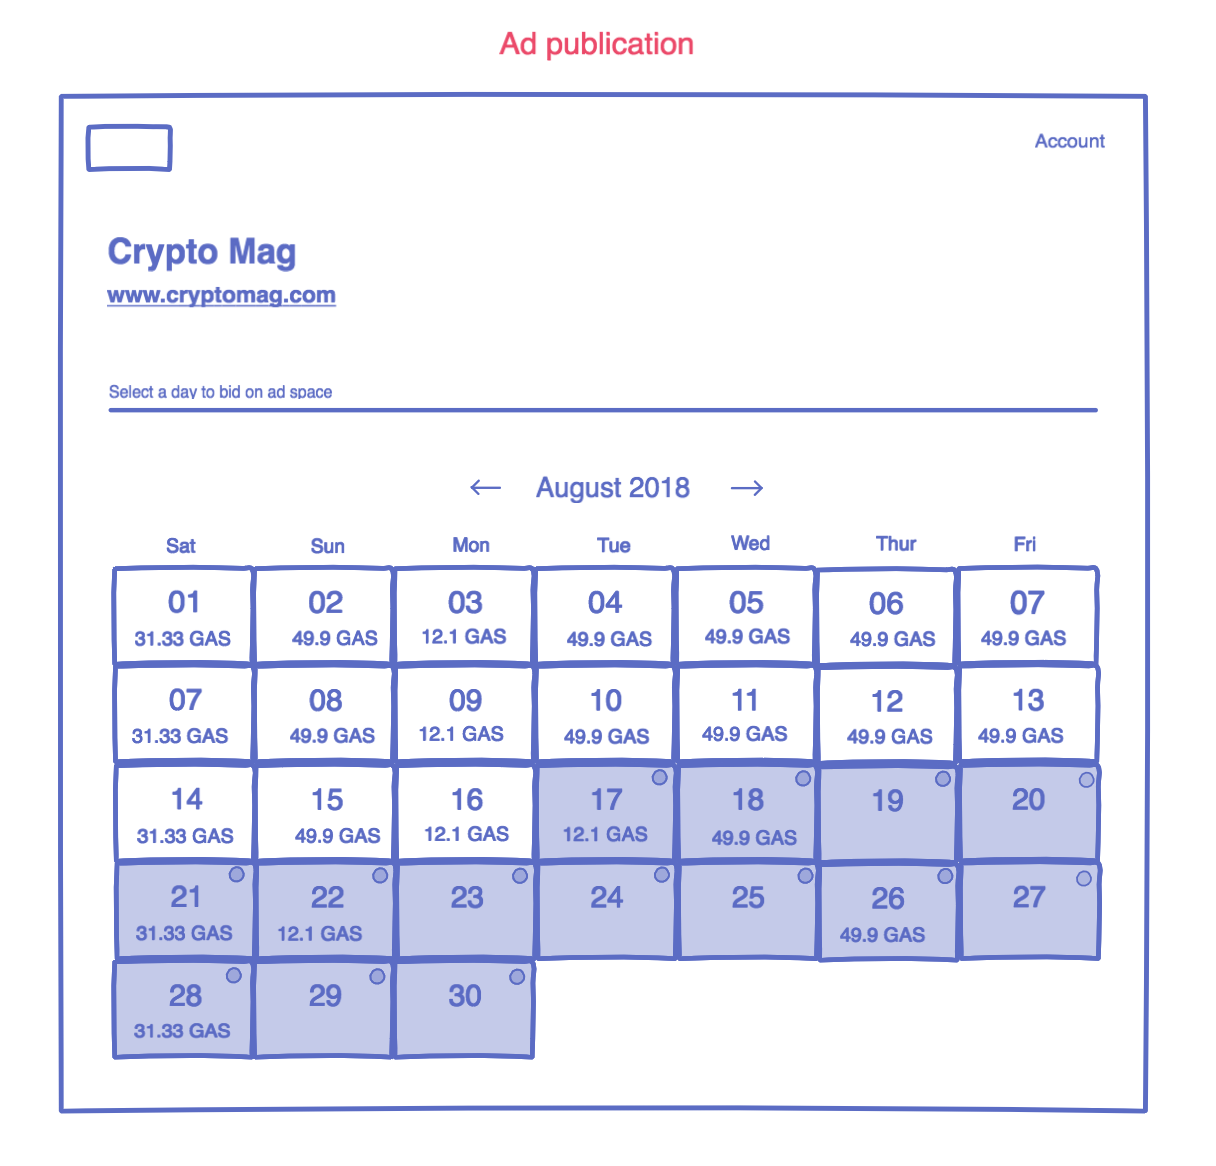 Ad publication
Account
Crypto Mag
www.cryptomag.com
Select a day to bid on ad space
← August 2018 →
Sat Sun Mon Tue Wed Thur Fri
01 02 03 04 05 06 07
31.33 GAS 49.9 GAS 12.1 GAS 49.9 GAS 49.9 GAS 49.9 GAS 49.9 GAS
07 08 09 10 11 12 13
31.33 GAS 49.9 GAS 12.1 GAS 49.9 GAS 49.9 GAS 49.9 GAS 49.9 GAS
14 15 16 17 18 19 20
31.33 GAS 49.9 GAS 12.1 GAS 12.1 GAS 49.9 GAS
21 22 23 24 25 26 27
31.33 GAS 12.1 GAS 49.9 GAS
28 29 30
31.33 GAS